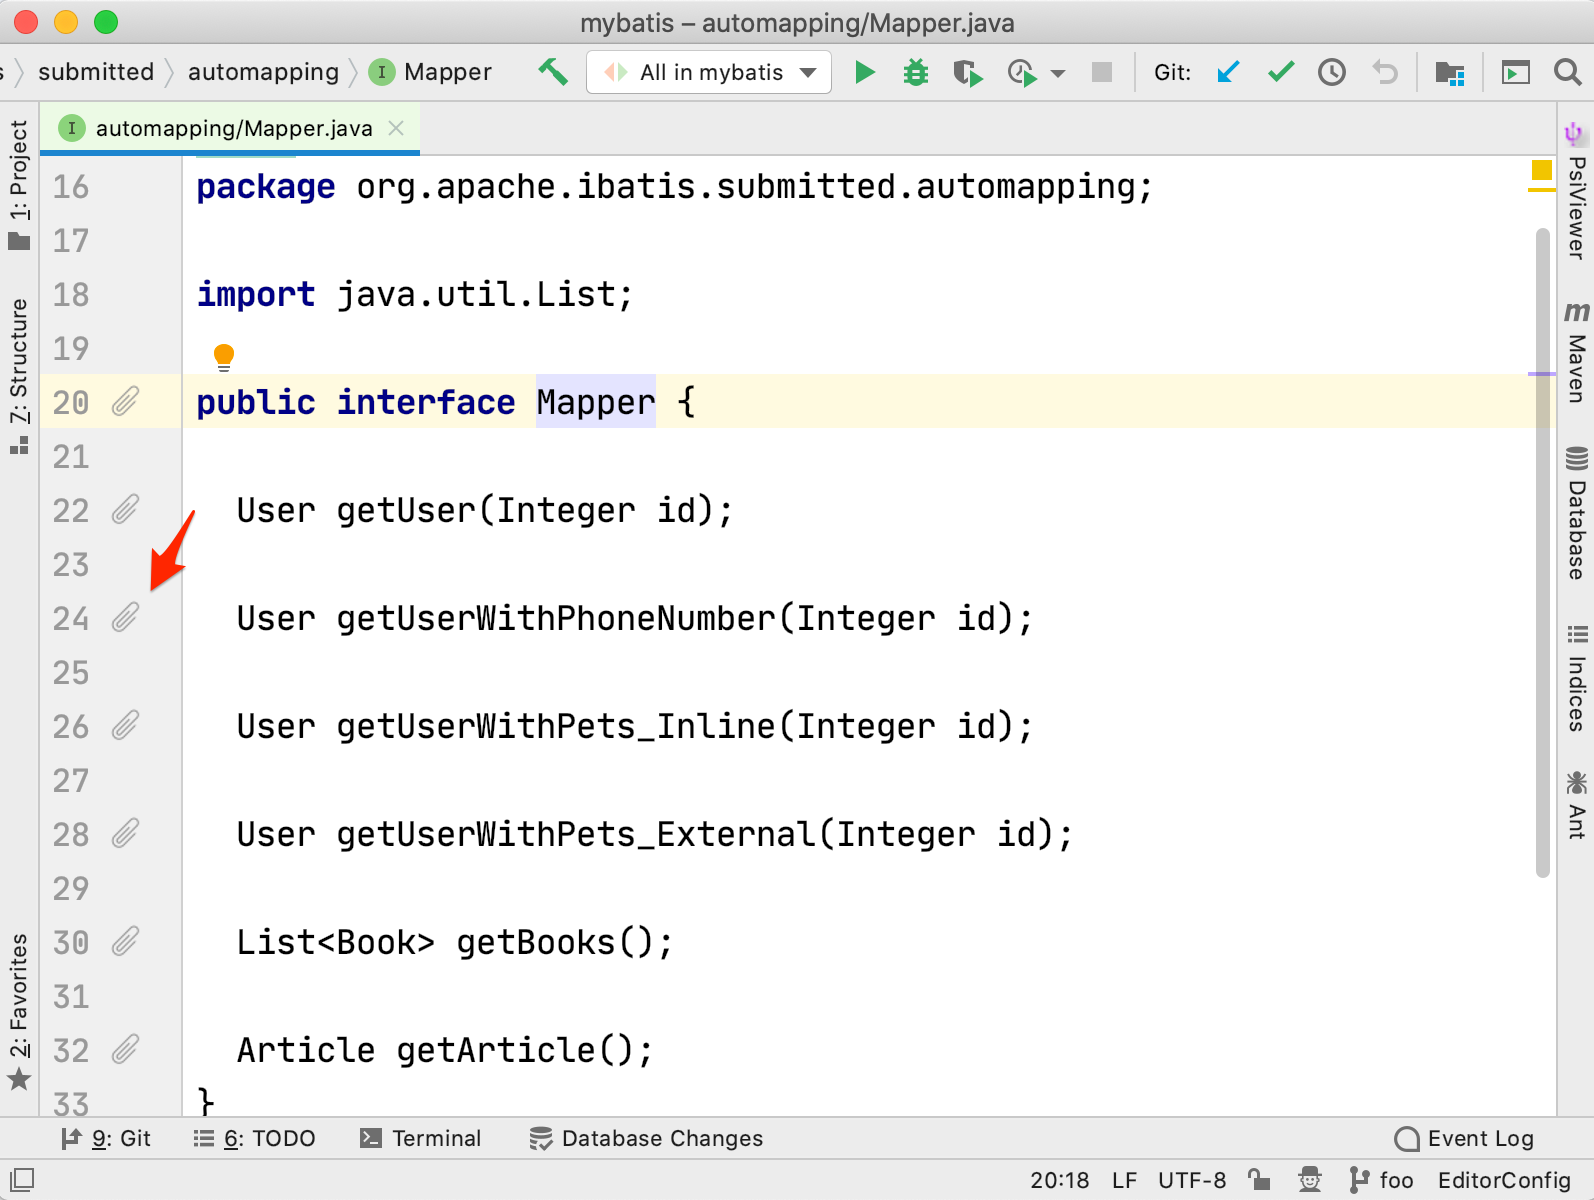 mybatis – automapping/Mapper.java
s submitted automapping I Mapper All in mybatis Git:
I automapping/Mapper.java
1: Project
7: Structure
2: Favorites
16 package org.apache.ibatis.submitted.automapping;
17
18 import java.util.List;
19
20 public interface Mapper {
21
22 User getUser(Integer id);
23
24 User getUserWithPhoneNumber(Integer id);
25
26 User getUserWithPets_Inline(Integer id);
27
28 User getUserWithPets_External(Integer id);
29
30 List<Book> getBooks();
31
32 Article getArticle();
33 }
PsiViewer
m Maven
Database
Indices
Ant
9: Git 6: TODO Terminal Database Changes Event Log
20:18 LF UTF-8 foo EditorConfig